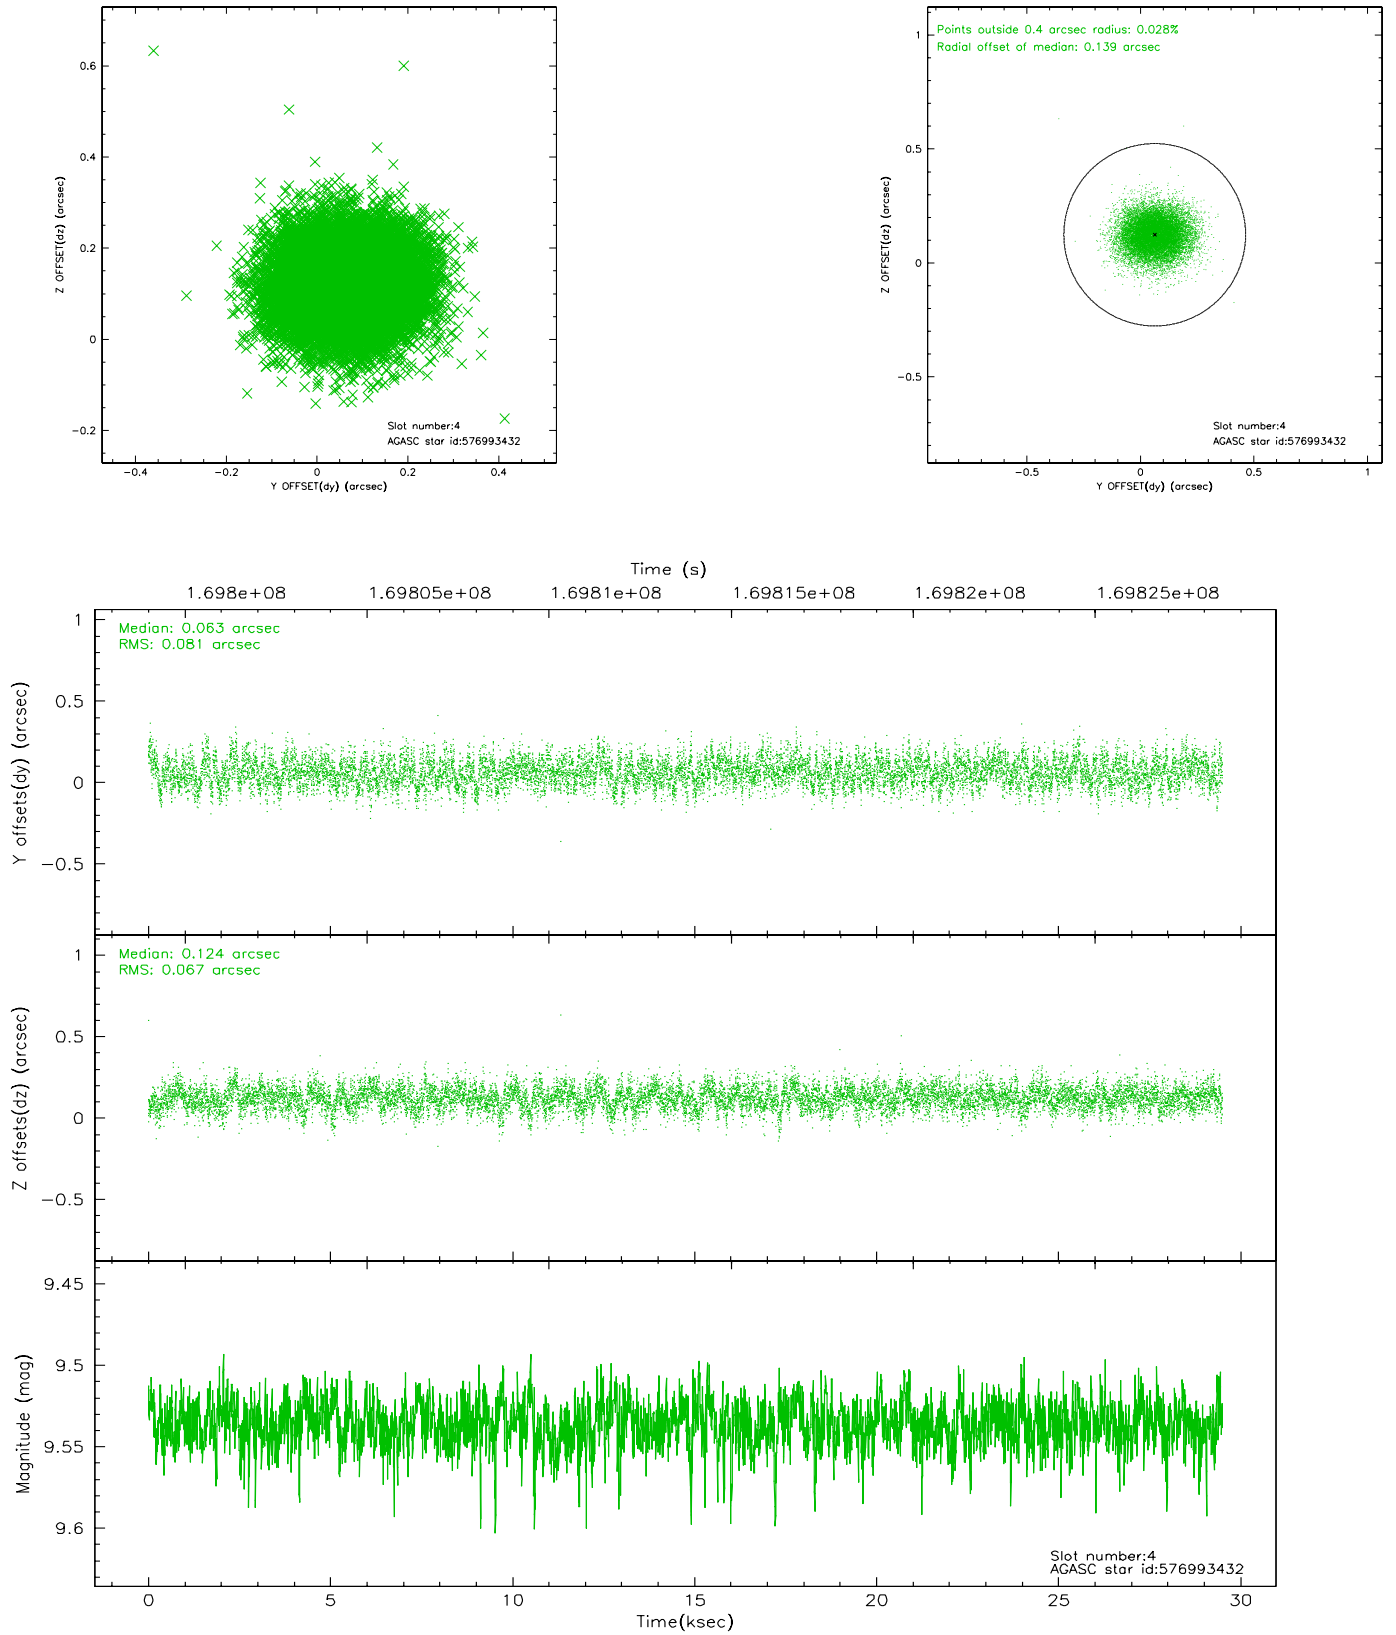 0.6
0.4
0.2
0
−0.2
Z OFFSET(dz) (arcsec)
Slot number:4
AGASC star id:576993432
−0.4 −0.2 0 0.2 0.4
Y OFFSET(dy) (arcsec)
Points outside 0.4 arcsec radius: 0.028%
Radial offset of median: 0.139 arcsec
1
0.5
0
−0.5
Z OFFSET(dz) (arcsec)
Slot number:4
AGASC star id:576993432
−0.5 0 0.5 1
Y OFFSET(dy) (arcsec)
Time (s)
1.698e+08 1.69805e+08 1.6981e+08 1.69815e+08 1.6982e+08 1.69825e+08
Median: 0.063 arcsec
RMS: 0.081 arcsec
1
0.5
0
−0.5
Y offsets(dy) (arcsec)
Median: 0.124 arcsec
RMS: 0.067 arcsec
1
0.5
0
−0.5
Z offsets(dz) (arcsec)
9.45
9.5
9.55
9.6
Magnitude (mag)
Slot number:4
AGASC star id:576993432
0 5 10 15 20 25 30
Time(ksec)